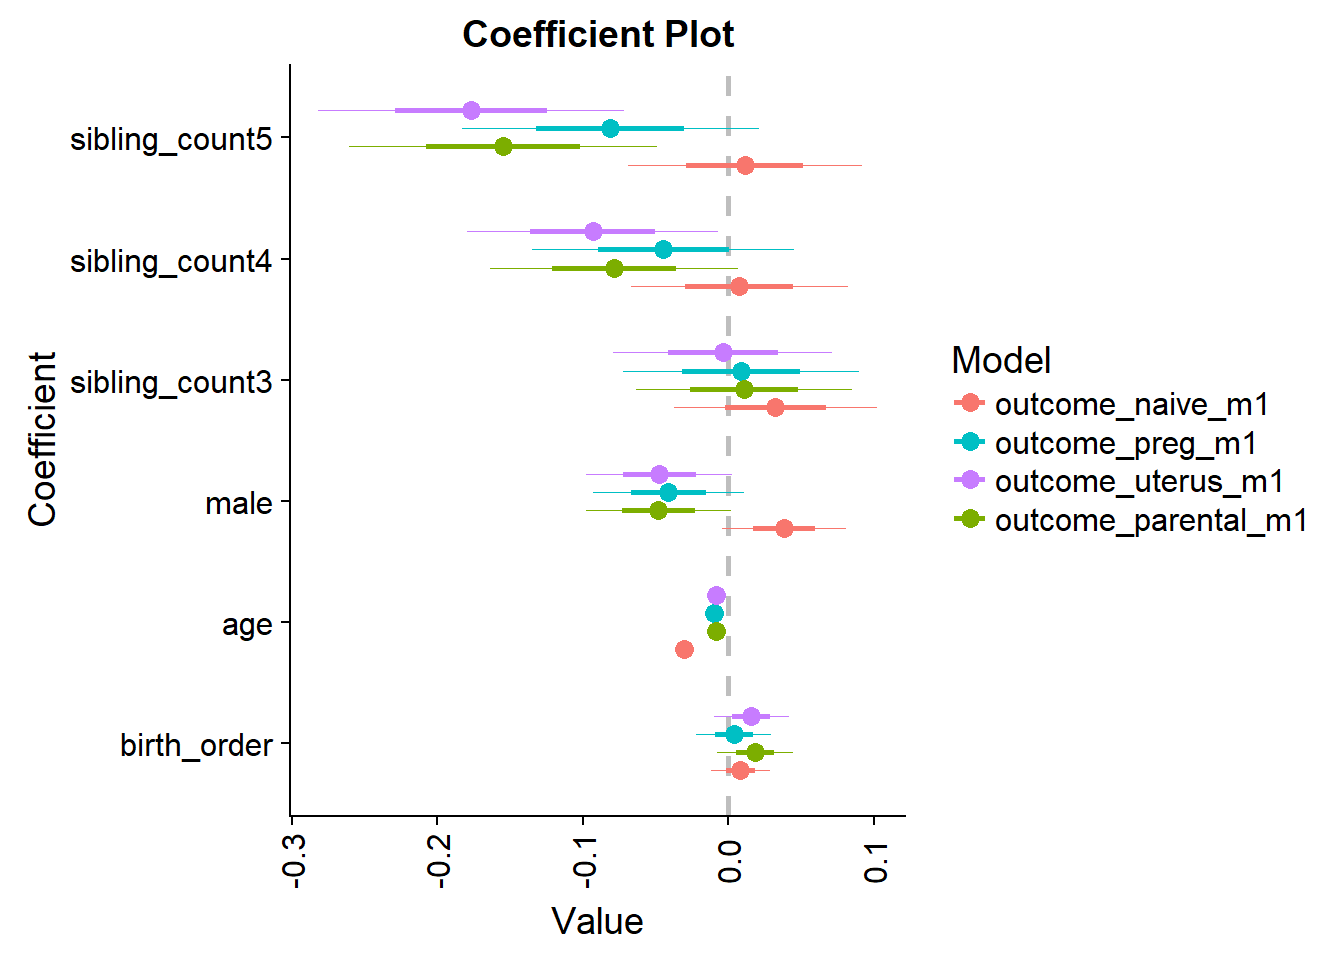 Coefficient Plot
Coefficient
sibling_count5
sibling_count4
sibling_count3
male
age
birth_order
-0.3
-0.2
-0.1
0.0
0.1
Value
Model
outcome_naive_m1
outcome_preg_m1
outcome_uterus_m1
outcome_parental_m1